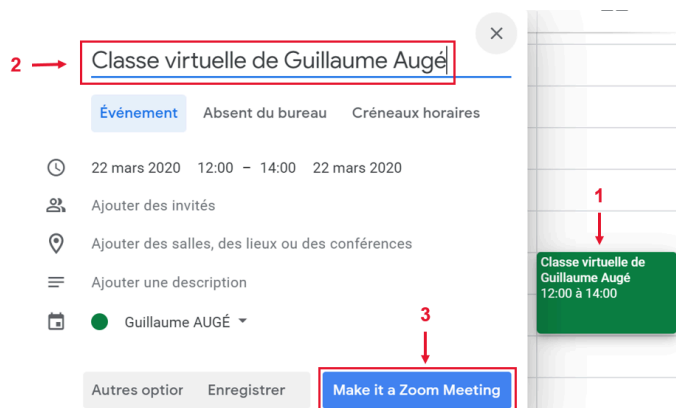 2
Classe virtuelle de Guillaume Augé
Événement Absent du bureau Créneaux horaires
22 mars 2020 12:00 – 14:00 22 mars 2020
Ajouter des invités
Ajouter des salles, des lieux ou des conférences
Ajouter une description
Guillaume AUGÉ
3
Autres optior Enregistrer Make it a Zoom Meeting
1
Classe virtuelle de
Guillaume Augé
12:00 à 14:00